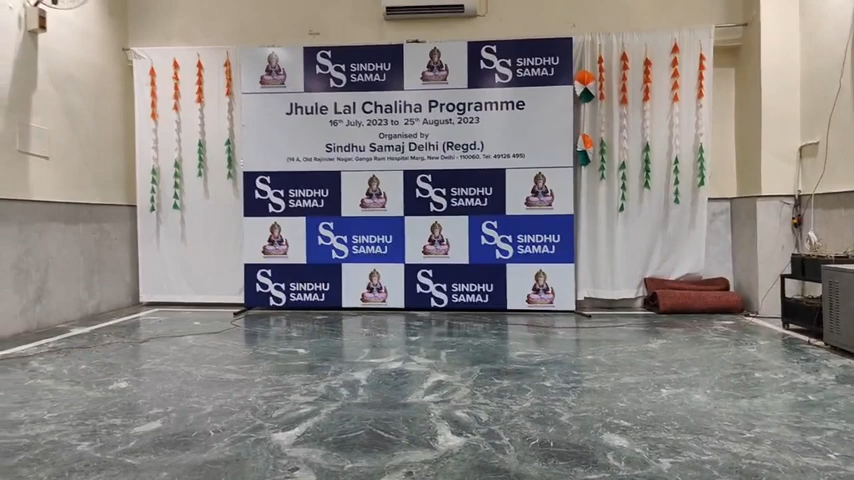 SS SINDHU SAMAJ
SS SINDHU SAMAJ
Jhule Lal Chaliha Programme
16th July, 2023 to 25th August, 2023
Organised by
Sindhu Samaj Delhi (Regd.)
(14 A, Old Rajinder Nagar, Ganga Ram Hospital Marg, New Delhi - 110060, Tel: 49126 495)
SS SINDHU SAMAJ
SS SINDHU SAMAJ
SS SINDHU SAMAJ
SS SINDHU SAMAJ
SS SINDHU SAMAJ
SS SINDHU SAMAJ